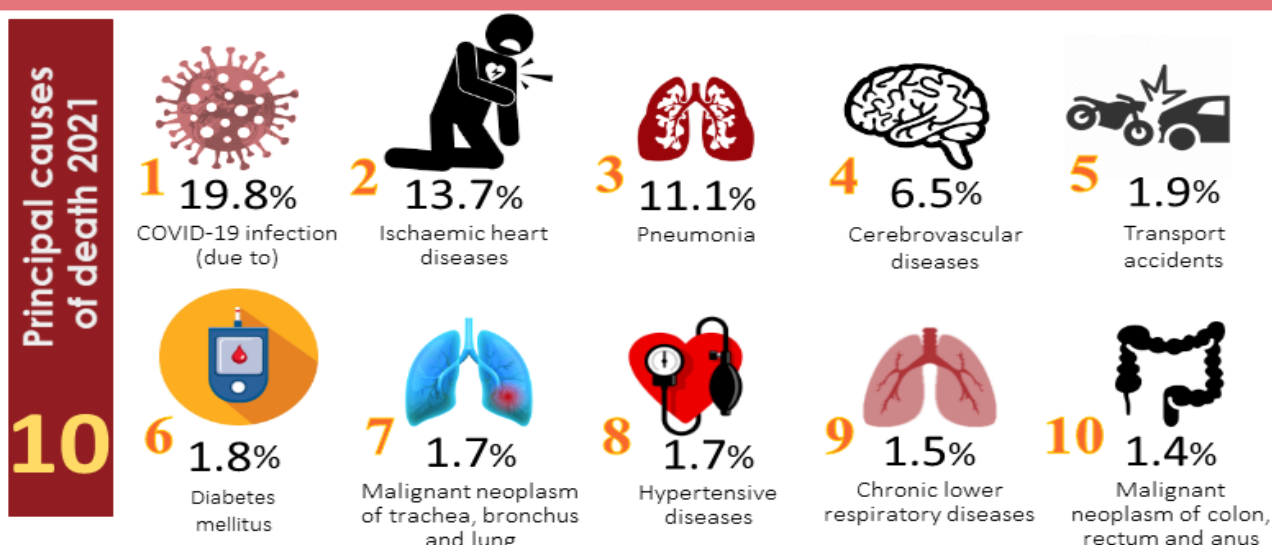 Principal causes
of death 2021
10
1 19.8%
COVID-19 infection
(due to)
2 13.7%
Ischaemic heart
diseases
3 11.1%
Pneumonia
4 6.5%
Cerebrovascular
diseases
5 1.9%
Transport
accidents
6 1.8%
Diabetes
mellitus
7 1.7%
Malignant neoplasm
of trachea, bronchus
and lung
8 1.7%
Hypertensive
diseases
9 1.5%
Chronic lower
respiratory diseases
10 1.4%
Malignant
neoplasm of colon,
rectum and anus